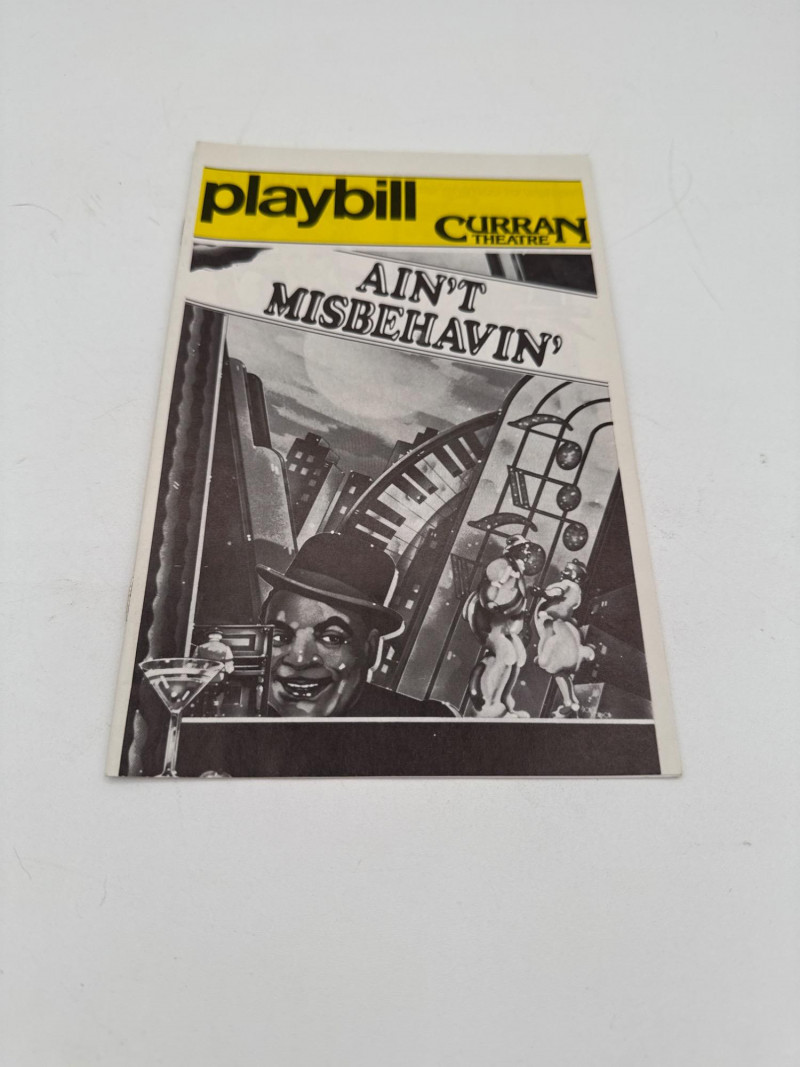 playbill
CURRAN
THEATRE
AIN'T
MISBEHAVIN'